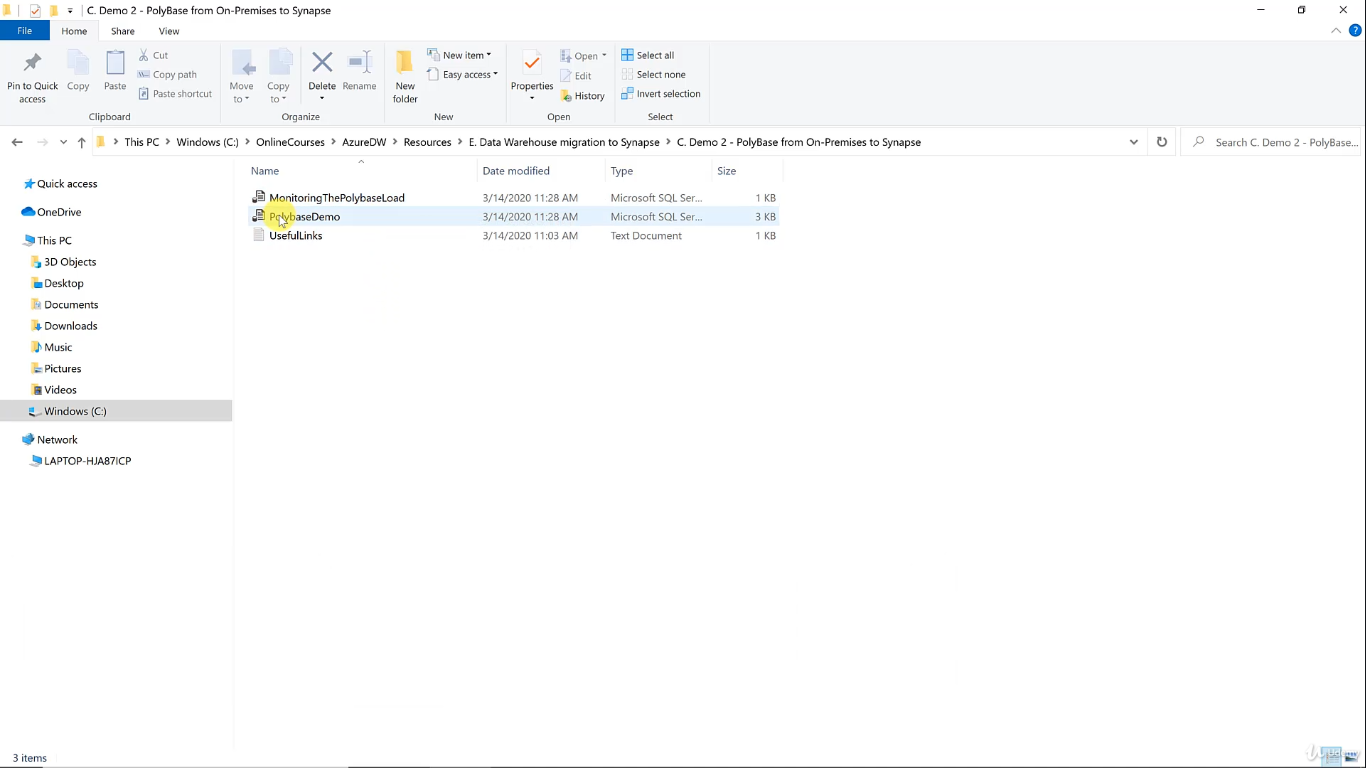 C. Demo 2 - PolyBase from On-Premises to Synapse
File Home Share View
Pin to Quick access
Copy
Paste
Cut
Copy path
Paste shortcut
Clipboard
Move to
Copy to
Delete
Rename
Organize
New folder
New item
Easy access
New
Properties
Open
Edit
History
Open
Select all
Select none
Invert selection
Select
This PC > Windows (C:) > OnlineCourses > AzureDW > Resources > E. Data Warehouse migration to Synapse > C. Demo 2 - PolyBase from On-Premises to Synapse
Search C. Demo 2 - PolyBase...
Name Date modified Type Size
MonitoringThePolybaseLoad 3/14/2020 11:28 AM Microsoft SQL Ser... 1 KB
PolybaseDemo 3/14/2020 11:28 AM Microsoft SQL Ser... 3 KB
UsefulLinks 3/14/2020 11:03 AM Text Document 1 KB
Quick access
OneDrive
This PC
3D Objects
Desktop
Documents
Downloads
Music
Pictures
Videos
Windows (C:)
Network
LAPTOP-HJA87ICP
3 items